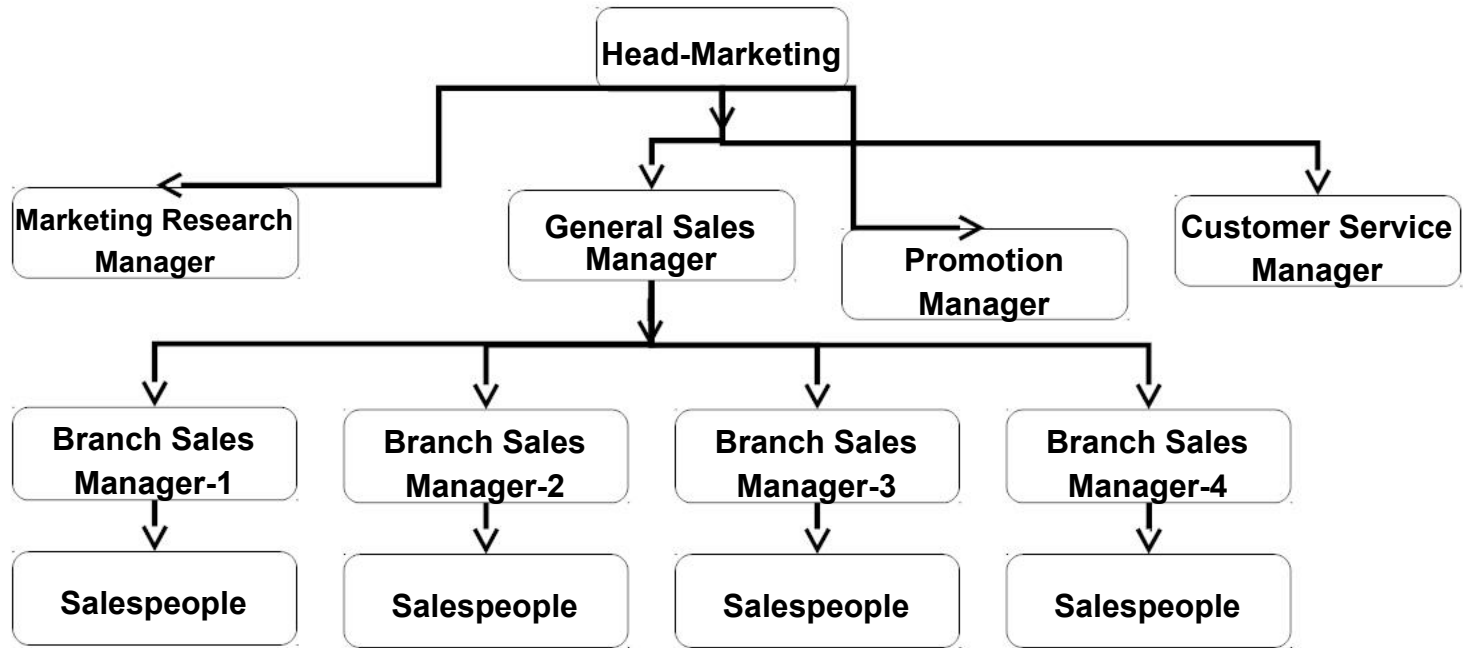 Head-Marketing
Marketing Research
Manager
General Sales
Manager
Promotion
Manager
Customer Service
Manager
Branch Sales
Manager-1
Branch Sales
Manager-2
Branch Sales
Manager-3
Branch Sales
Manager-4
Salespeople
Salespeople
Salespeople
Salespeople